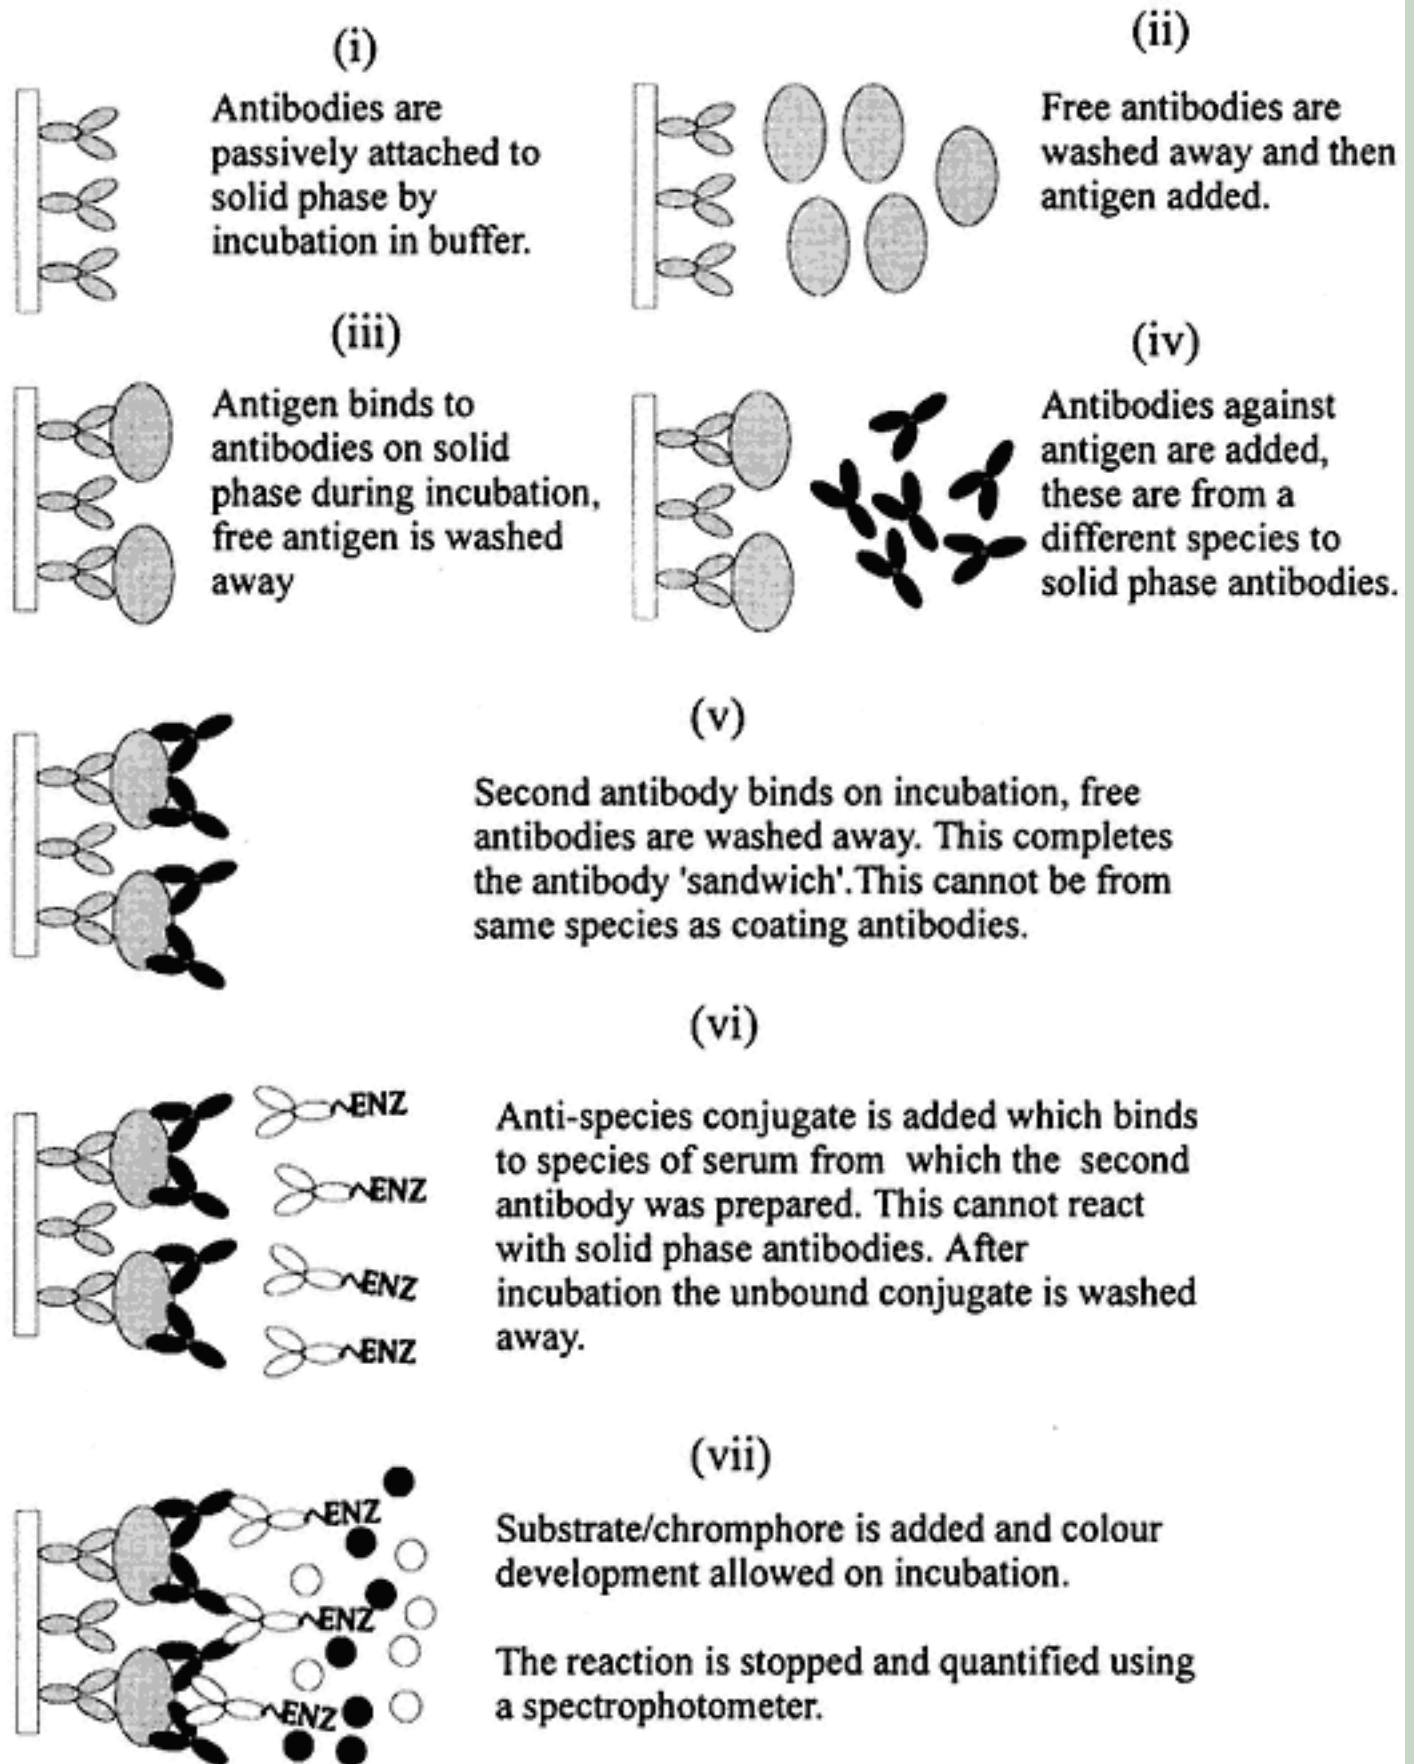 (i)
Antibodies are
passively attached to
solid phase by
incubation in buffer.
(ii)
Free antibodies are
washed away and then
antigen added.
(iii)
Antigen binds to
antibodies on solid
phase during incubation,
free antigen is washed
away
(iv)
Antibodies against
antigen are added,
these are from a
different species to
solid phase antibodies.
(v)
Second antibody binds on incubation, free
antibodies are washed away. This completes
the antibody 'sandwich'.This cannot be from
same species as coating antibodies.
(vi)
ENZ
ENZ
ENZ
ENZ
Anti-species conjugate is added which binds
to species of serum from which the second
antibody was prepared. This cannot react
with solid phase antibodies. After
incubation the unbound conjugate is washed
away.
(vii)
ENZ
ENZ
ENZ
Substrate/chromphore is added and colour
development allowed on incubation.
The reaction is stopped and quantified using
a spectrophotometer.